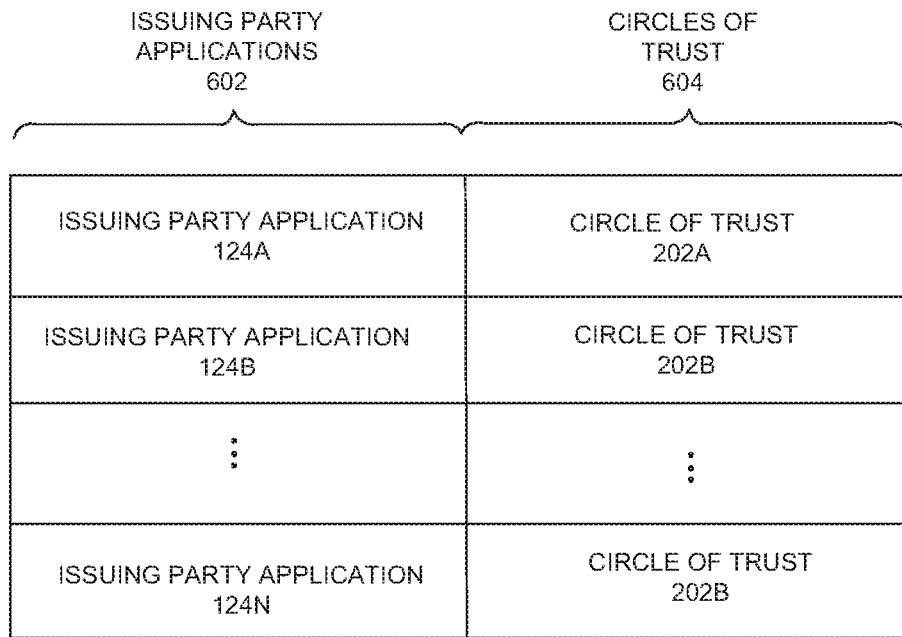 ISSUING PARTY
APPLICATIONS
602
CIRCLES OF
TRUST
604
ISSUING PARTY APPLICATION
124A
CIRCLE OF TRUST
202A
ISSUING PARTY APPLICATION
124B
CIRCLE OF TRUST
202B
ISSUING PARTY APPLICATION
124N
CIRCLE OF TRUST
202B